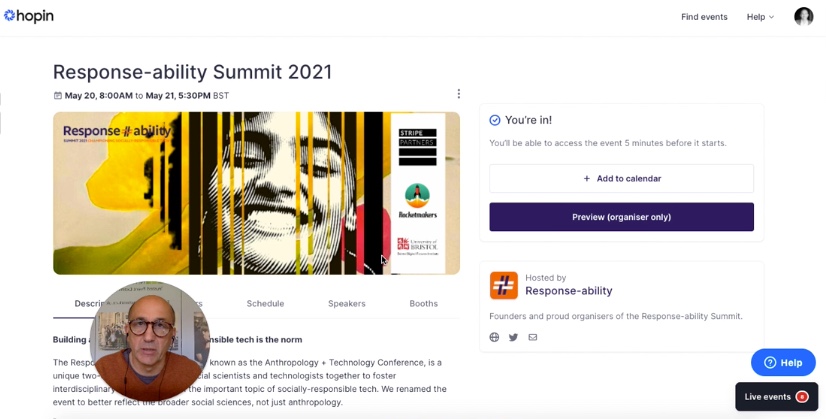 hopin
Find events
Help
Response-ability Summit 2021
May 20, 8:00AM to May 21, 5:30PM BST
Response // ability.
STRIPE
PARTNERS
Rocketmakers
University of
BRISTOL
You're in!
You'll be able to access the event 5 minutes before it starts.
+ Add to calendar
Preview (organiser only)
Hosted by
Response-ability
Founders and proud organisers of the Response-ability Summit.
Schedule
Speakers
Booths
Building
sible tech is the norm
The
known as the Anthropology + Technology Conference, is a
unique
cial scientists and technologists together to foster
interdisciplinary
the important topic of socially-responsible tech. We renamed the
event to better reflect the broader social sciences, not just anthropology.
Help
Live events